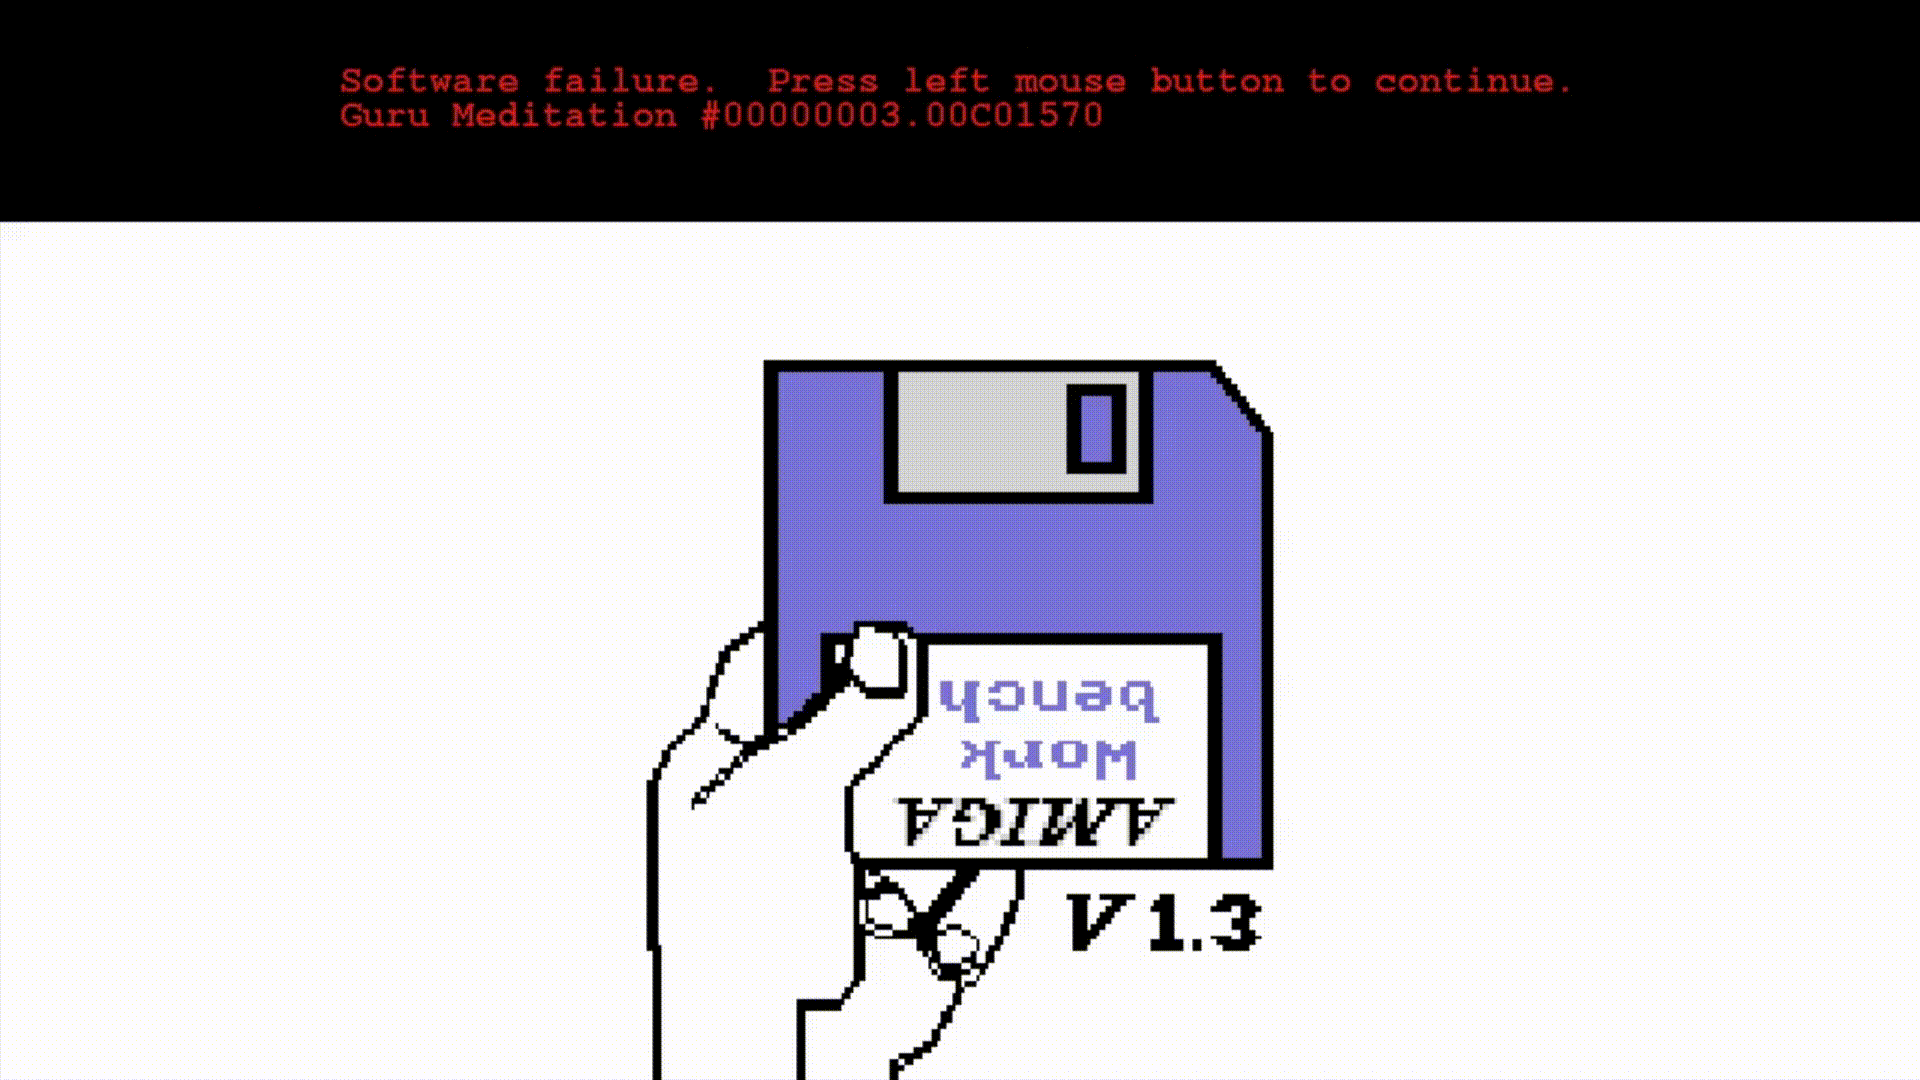 Software failure.  Press left mouse button to continue.
Guru Meditation #00000003.00C01570
AMIGA
Work
bench
V1.3